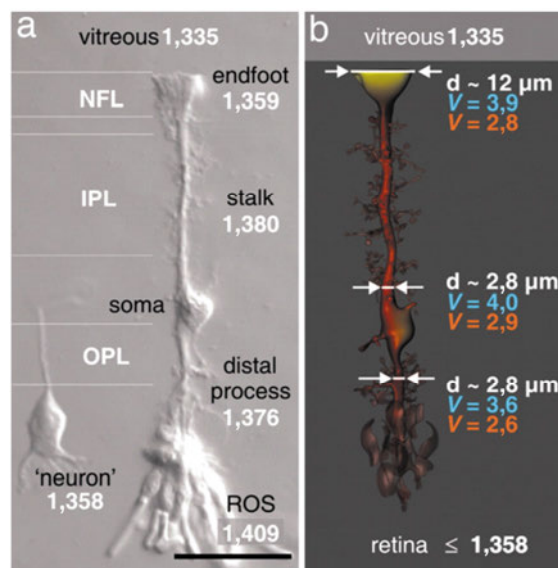 a
vitreous 1,335
endfoot
1,359
NFL
IPL
stalk
1,380
soma
OPL
distal
process
1,376
'neuron'
1,358
ROS
1,409
b
vitreous 1,335
d ~ 12 µm
V = 3,9
V = 2,8
d ~ 2,8 µm
V = 4,0
V = 2,9
d ~ 2,8 µm
V = 3,6
V = 2,6
retina ≤ 1,358